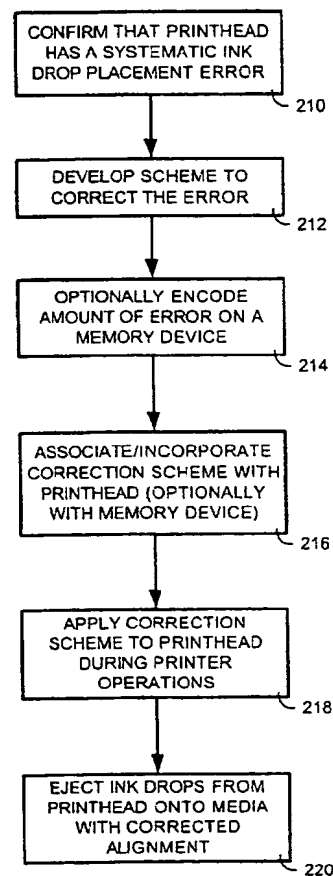 CONFIRM THAT PRINTHEAD
HAS A SYSTEMATIC INK
DROP PLACEMENT ERROR
210
DEVELOP SCHEME TO
CORRECT THE ERROR
212
OPTIONALLY ENCODE
AMOUNT OF ERROR ON A
MEMORY DEVICE
214
ASSOCIATE/INCORPORATE
CORRECTION SCHEME WITH
PRINTHEAD (OPTIONALLY
WITH MEMORY DEVICE)
216
APPLY CORRECTION
SCHEME TO PRINTHEAD
DURING PRINTER
OPERATIONS
218
EJECT INK DROPS FROM
PRINTHEAD ONTO MEDIA
WITH CORRECTED
ALIGNMENT
220